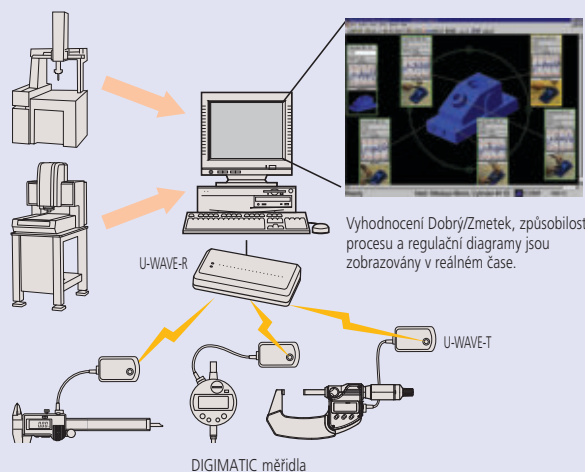 Vyhodnocení Dobrý/Zmetek, způsobilost
procesu a regulační diagramy jsou
zobrazovány v reálném čase.
U-WAVE-R
U-WAVE-T
DIGIMATIC měřidla